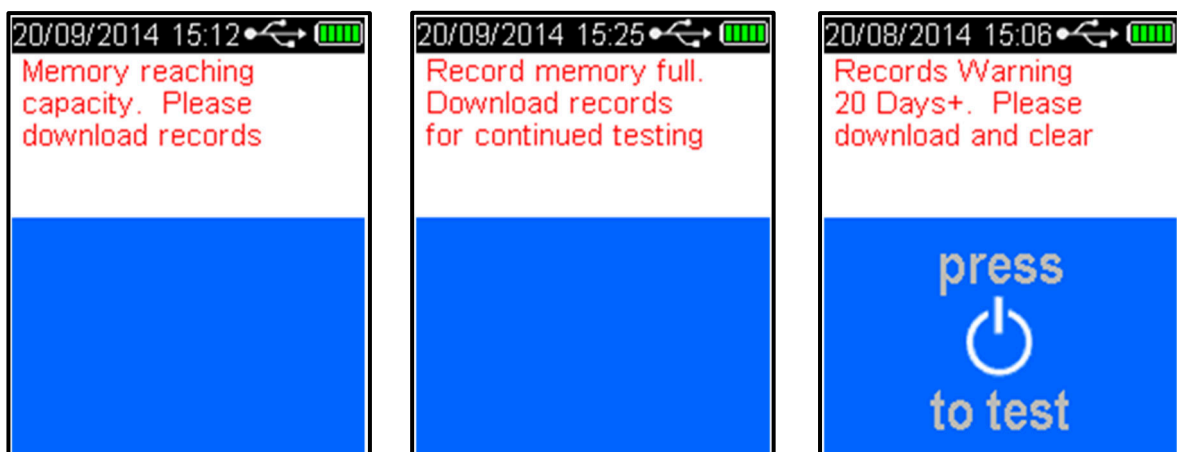 20/09/2014 15:12
Memory reaching
capacity. Please
download records
20/09/2014 15:25
Record memory full.
Download records
for continued testing
20/08/2014 15:06
Records Warning
20 Days+. Please
download and clear
press
to test